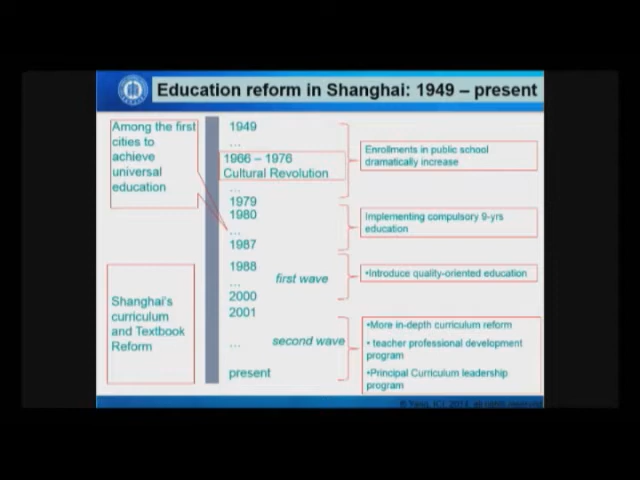 Education reform in Shanghai: 1949 – present
Among the first
cities to
achieve
universal
education
Shanghai's
curriculum
and Textbook
Reform
1949
...
1966 – 1976
Cultural Revolution
...
1979
1980
...
1987
1988
first wave
...
2000
2001
... second wave
present
Enrollments in public school
dramatically increase
Implementing compulsory 9-yrs
education
•Introduce quality-oriented education
•More in-depth curriculum reform
• teacher professional development
program
•Principal Curriculum leadership
program
all rights reserved